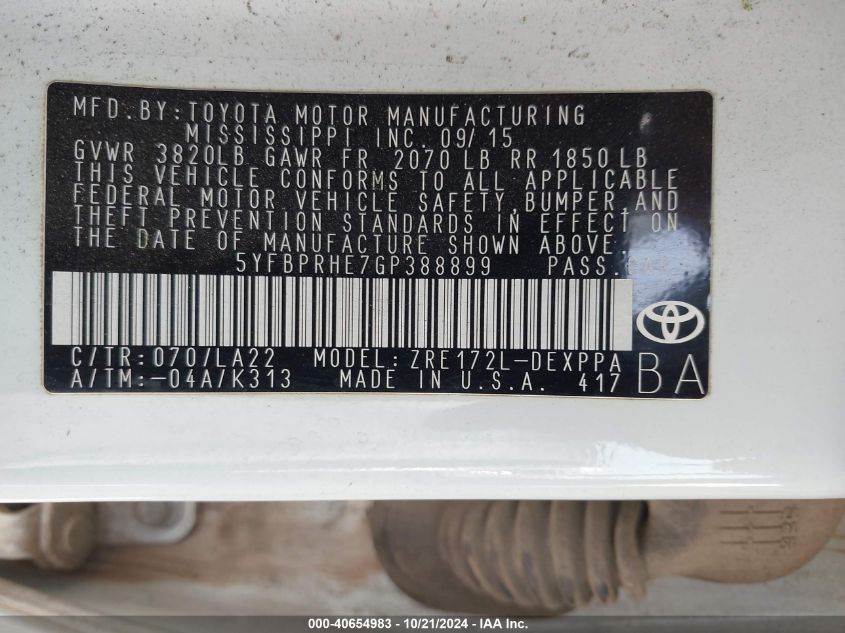 MFD. BY: TOYOTA MOTOR MANUFACTURING
MISSISSIPPI INC. 09/15
GVWR 3820LB GAWR FR 2070 LB RR 1850 LB
THIS VEHICLE CONFORMS TO ALL APPLICABLE
FEDERAL MOTOR VEHICLE SAFETY, BUMPER AND
THEFT PREVENTION STANDARDS IN EFFECT ON
THE DATE OF MANUFACTURE SHOWN ABOVE.
5YFBPRHE7GP388899 PASS. CAR
C/TR: 070/LA22 MODEL: ZRE172L-DEXPPA
A/TM: -04A/K313 MADE IN U.S.A. 417
BA
000-40654983 - 10/21/2024 - IAA Inc.